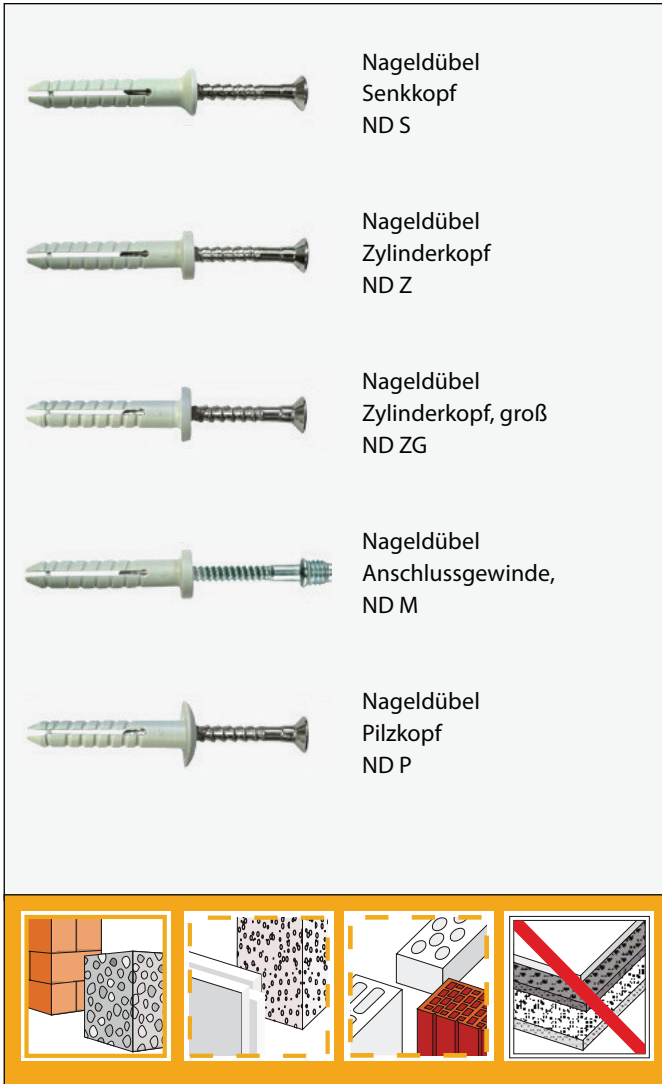 Nageldübel
Senkkopf
ND S
Nageldübel
Zylinderkopf
ND Z
Nageldübel
Zylinderkopf, groß
ND ZG
Nageldübel
Anschlussgewinde,
ND M
Nageldübel
Pilzkopf
ND P